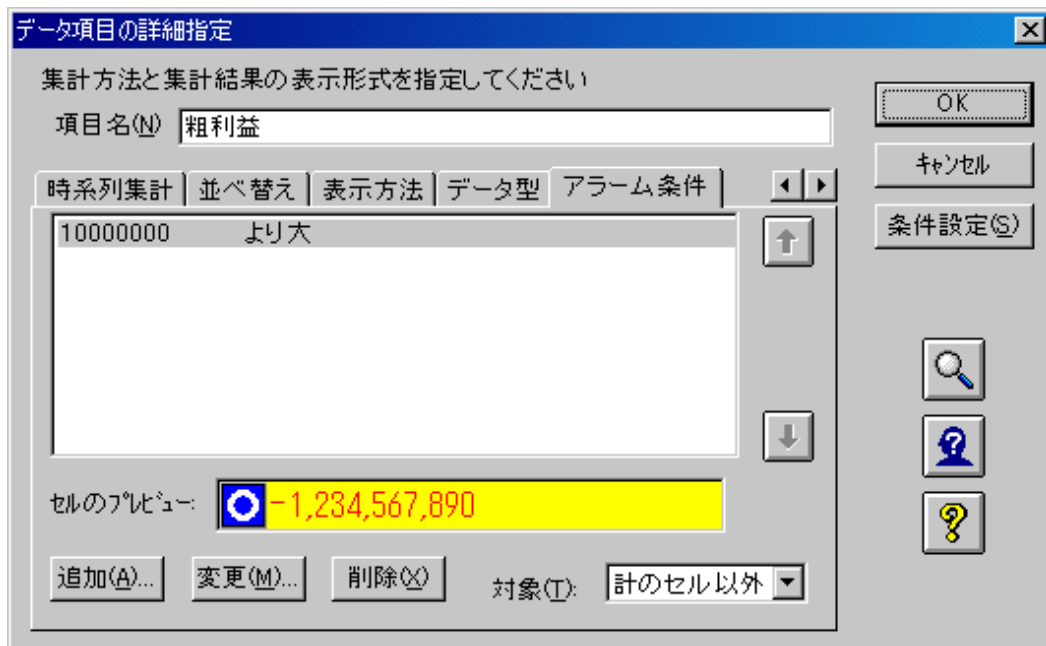 データ項目の詳細指定
集計方法と集計結果の表示形式を指定してください
項目名(N) 粗利益
OK
キャンセル
条件設定(S)
時系列集計 並べ替え 表示方法 データ型 アラーム条件
10000000 より大
セルのプレビュー: -1,234,567,890
追加(A)... 変更(M)... 削除(X) 対象(T): 計のセル以外